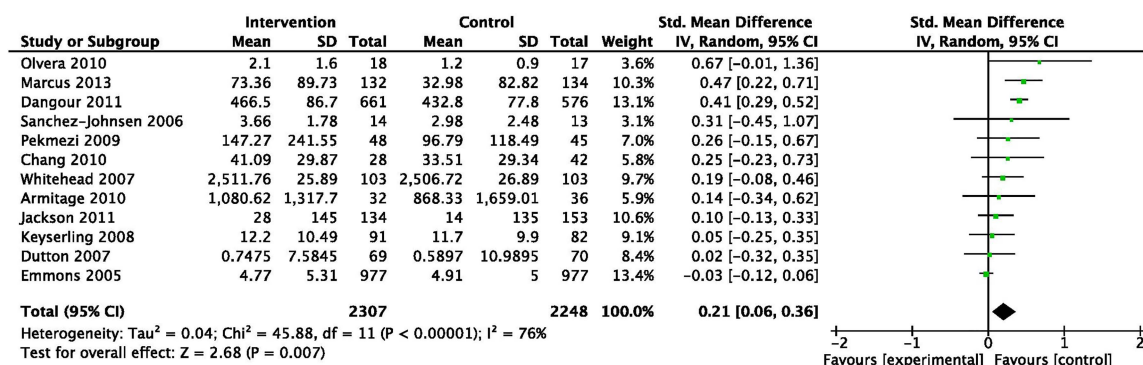 Intervention Control Std. Mean Difference Std. Mean Difference
Study or Subgroup Mean SD Total Mean SD Total Weight IV, Random, 95% CI IV, Random, 95% CI
Olvera 2010 2.1 1.6 18 1.2 0.9 17 3.6% 0.67 [−0.01, 1.36]
Marcus 2013 73.36 89.73 132 32.98 82.82 134 10.3% 0.47 [0.22, 0.71]
Dangour 2011 466.5 86.7 661 432.8 77.8 576 13.1% 0.41 [0.29, 0.52]
Sanchez-Johnsen 2006 3.66 1.78 14 2.98 2.48 13 3.1% 0.31 [−0.45, 1.07]
Pekmezi 2009 147.27 241.55 48 96.79 118.49 45 7.0% 0.26 [−0.15, 0.67]
Chang 2010 41.09 29.87 28 33.51 29.34 42 5.8% 0.25 [−0.23, 0.73]
Whitehead 2007 2,511.76 25.89 103 2,506.72 26.89 103 9.7% 0.19 [−0.08, 0.46]
Armitage 2010 1,080.62 1,317.7 32 868.33 1,659.01 36 5.9% 0.14 [−0.34, 0.62]
Jackson 2011 28 145 134 14 135 153 10.6% 0.10 [−0.13, 0.33]
Keyserling 2008 12.2 10.49 91 11.7 9.9 82 9.1% 0.05 [−0.25, 0.35]
Dutton 2007 0.7475 7.5845 69 0.5897 10.9895 70 8.4% 0.02 [−0.32, 0.35]
Emmons 2005 4.77 5.31 977 4.91 5 977 13.4% −0.03 [−0.12, 0.06]
Total (95% CI) 2307 2248 100.0% 0.21 [0.06, 0.36]
Heterogeneity: Tau² = 0.04; Chi² = 45.88, df = 11 (P < 0.00001); I² = 76%
Test for overall effect: Z = 2.68 (P = 0.007)
−2 −1 0 1 2
Favours [experimental] Favours [control]